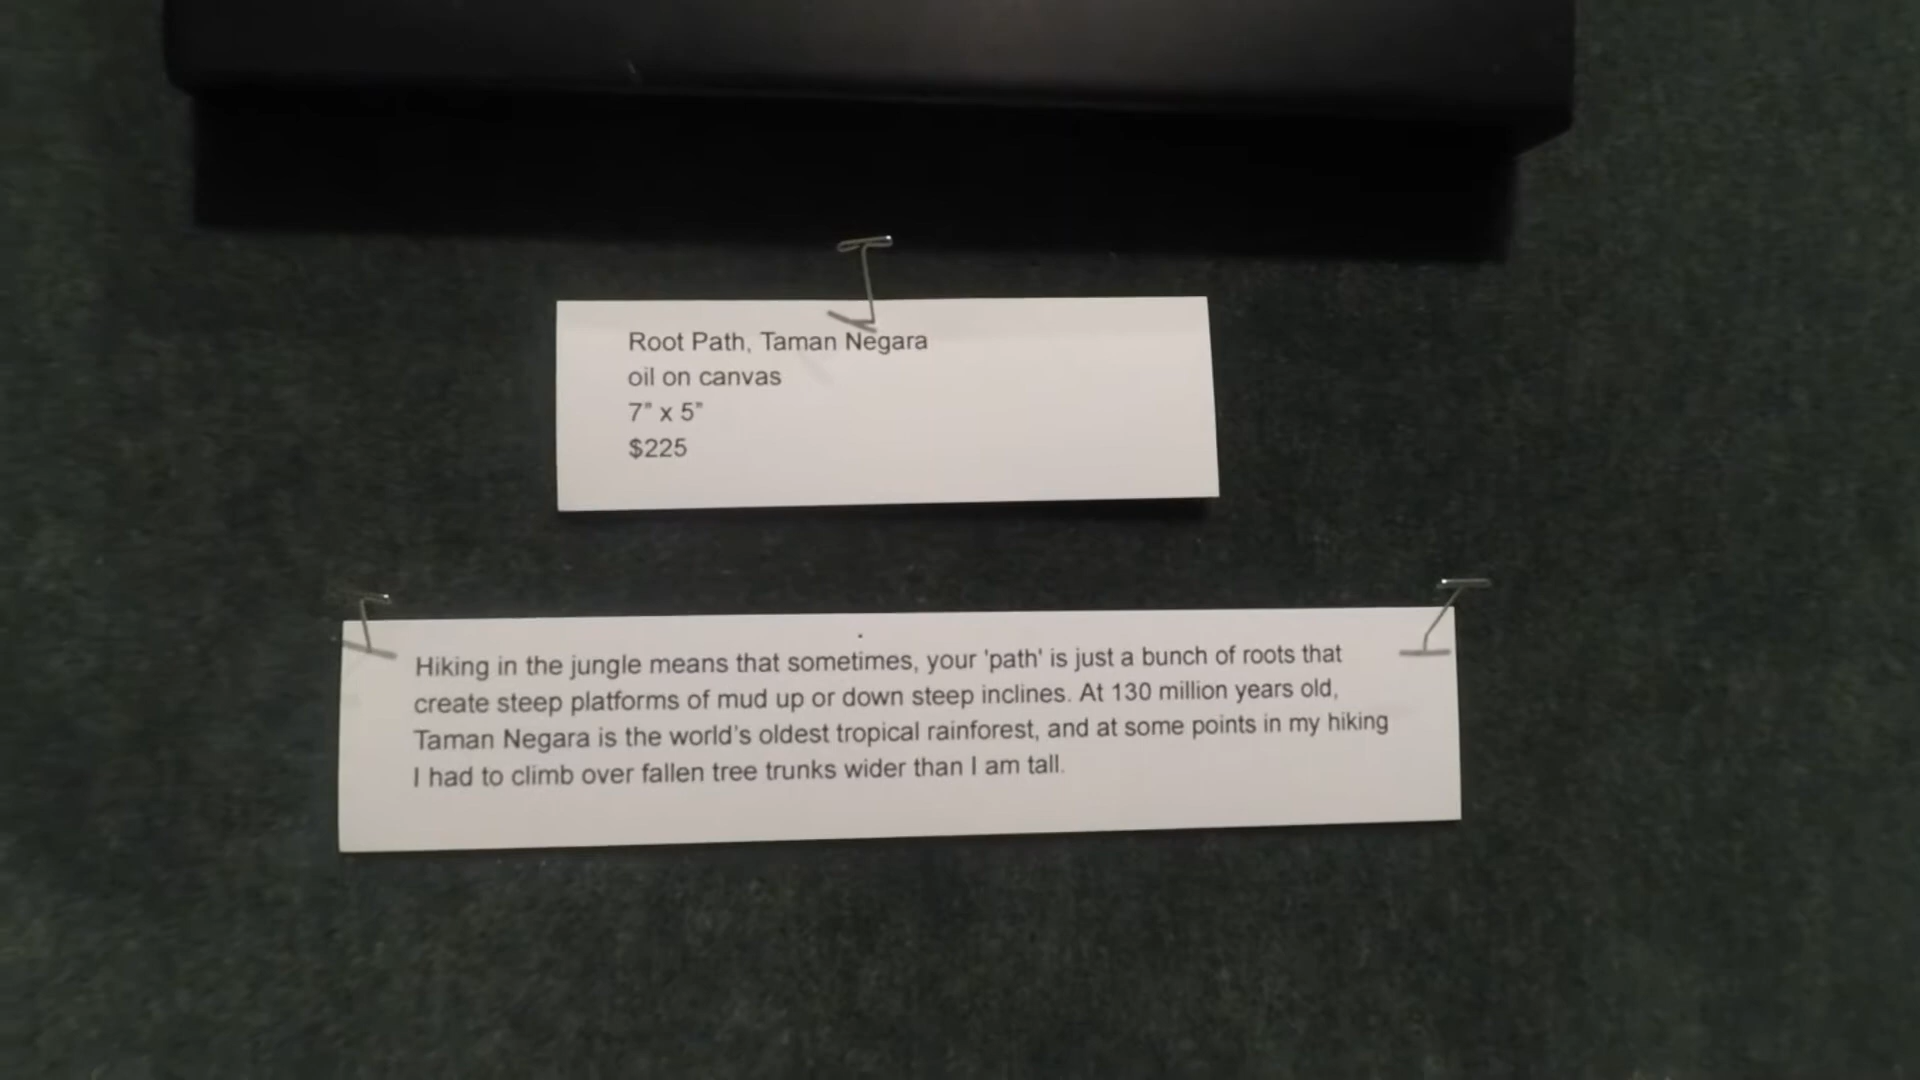 Root Path, Taman Negara
oil on canvas
7" x 5"
$225
Hiking in the jungle means that sometimes, your 'path' is just a bunch of roots that
create steep platforms of mud up or down steep inclines. At 130 million years old,
Taman Negara is the world's oldest tropical rainforest, and at some points in my hiking
I had to climb over fallen tree trunks wider than I am tall.